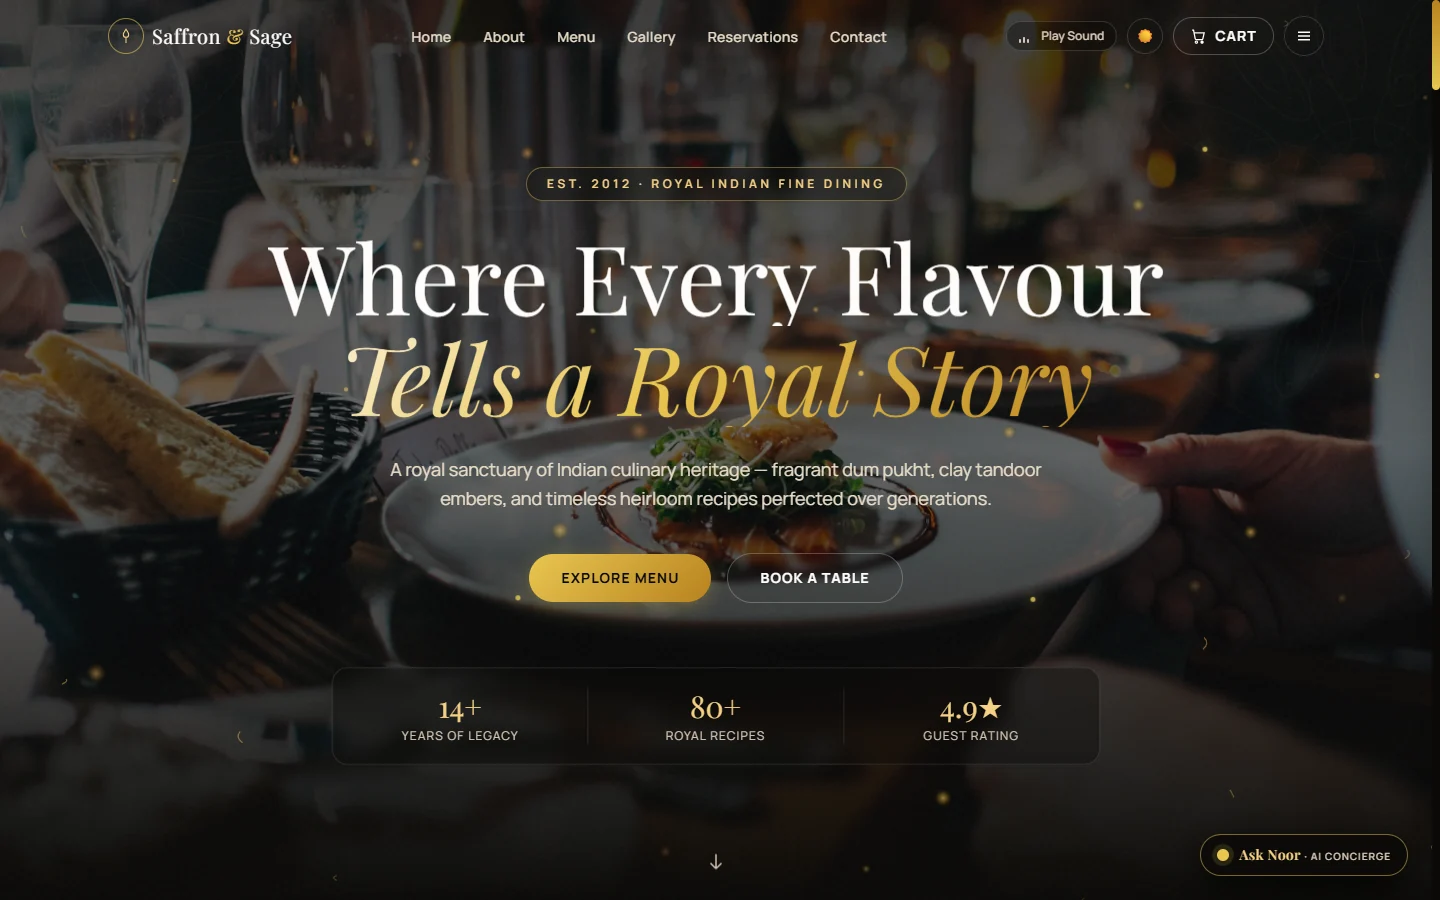 Saffron & Sage
Home
About
Menu
Gallery
Reservations
Contact
Play Sound
CART
EST. 2012 · ROYAL INDIAN FINE DINING
Where Every Flavour
Tells a Royal Story
A royal sanctuary of Indian culinary heritage — fragrant dum pukht, clay tandoor
embers, and timeless heirloom recipes perfected over generations.
EXPLORE MENU
BOOK A TABLE
14+
YEARS OF LEGACY
80+
ROYAL RECIPES
4.9★
GUEST RATING
Ask Noor · AI CONCIERGE